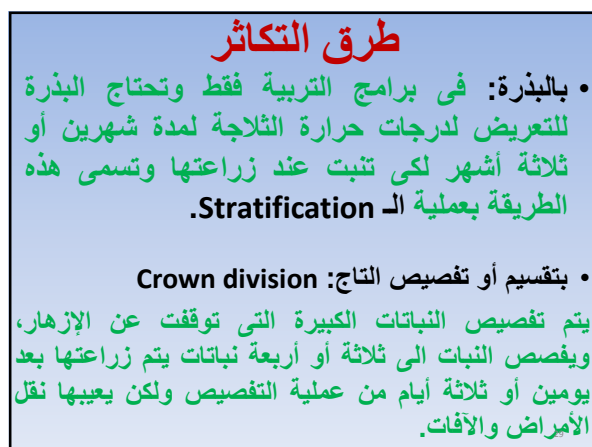 طرق التكاثر
• بالبذرة: فى برامج التربية فقط وتحتاج البذرة
للتعريض لدرجات حرارة الثلاجة لمدة شهرين أو
ثلاثة أشهر لكى تنبت عند زراعتها وتسمى هذه
الطريقة بعملية الـ Stratification.
• بتقسيم أو تفصيص التاج: Crown division
يتم تفصيص النباتات الكبيرة التى توقفت عن الإزهار،
ويفصص النبات الى ثلاثة أو أربعة نباتات يتم زراعتها بعد
يومين أو ثلاثة أيام من عملية التفصيص ولكن يعيبها نقل
الأمراض والآفات.